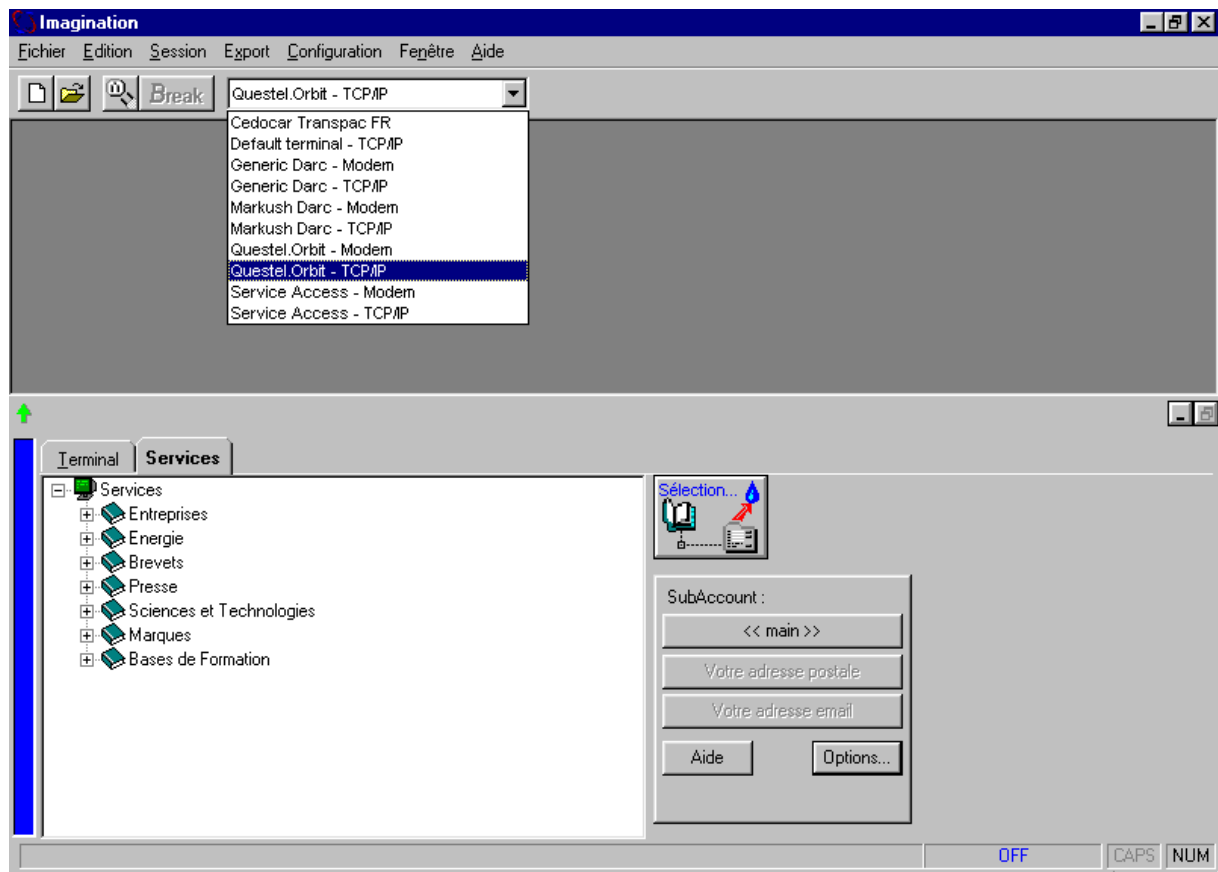 Imagination
Fichier Edition Session Export Configuration Fenêtre Aide
Break Questel.Orbit - TCP/IP
Cedocar Transpac FR
Default terminal - TCP/IP
Generic Darc - Modem
Generic Darc - TCP/IP
Markush Darc - Modem
Markush Darc - TCP/IP
Questel.Orbit - Modem
Questel.Orbit - TCP/IP
Service Access - Modem
Service Access - TCP/IP
Terminal Services
Services
Entreprises
Energie
Brevets
Presse
Sciences et Technologies
Marques
Bases de Formation
Sélection...
SubAccount :
<< main >>
Votre adresse postale
Votre adresse email
Aide Options...
OFF CAPS NUM